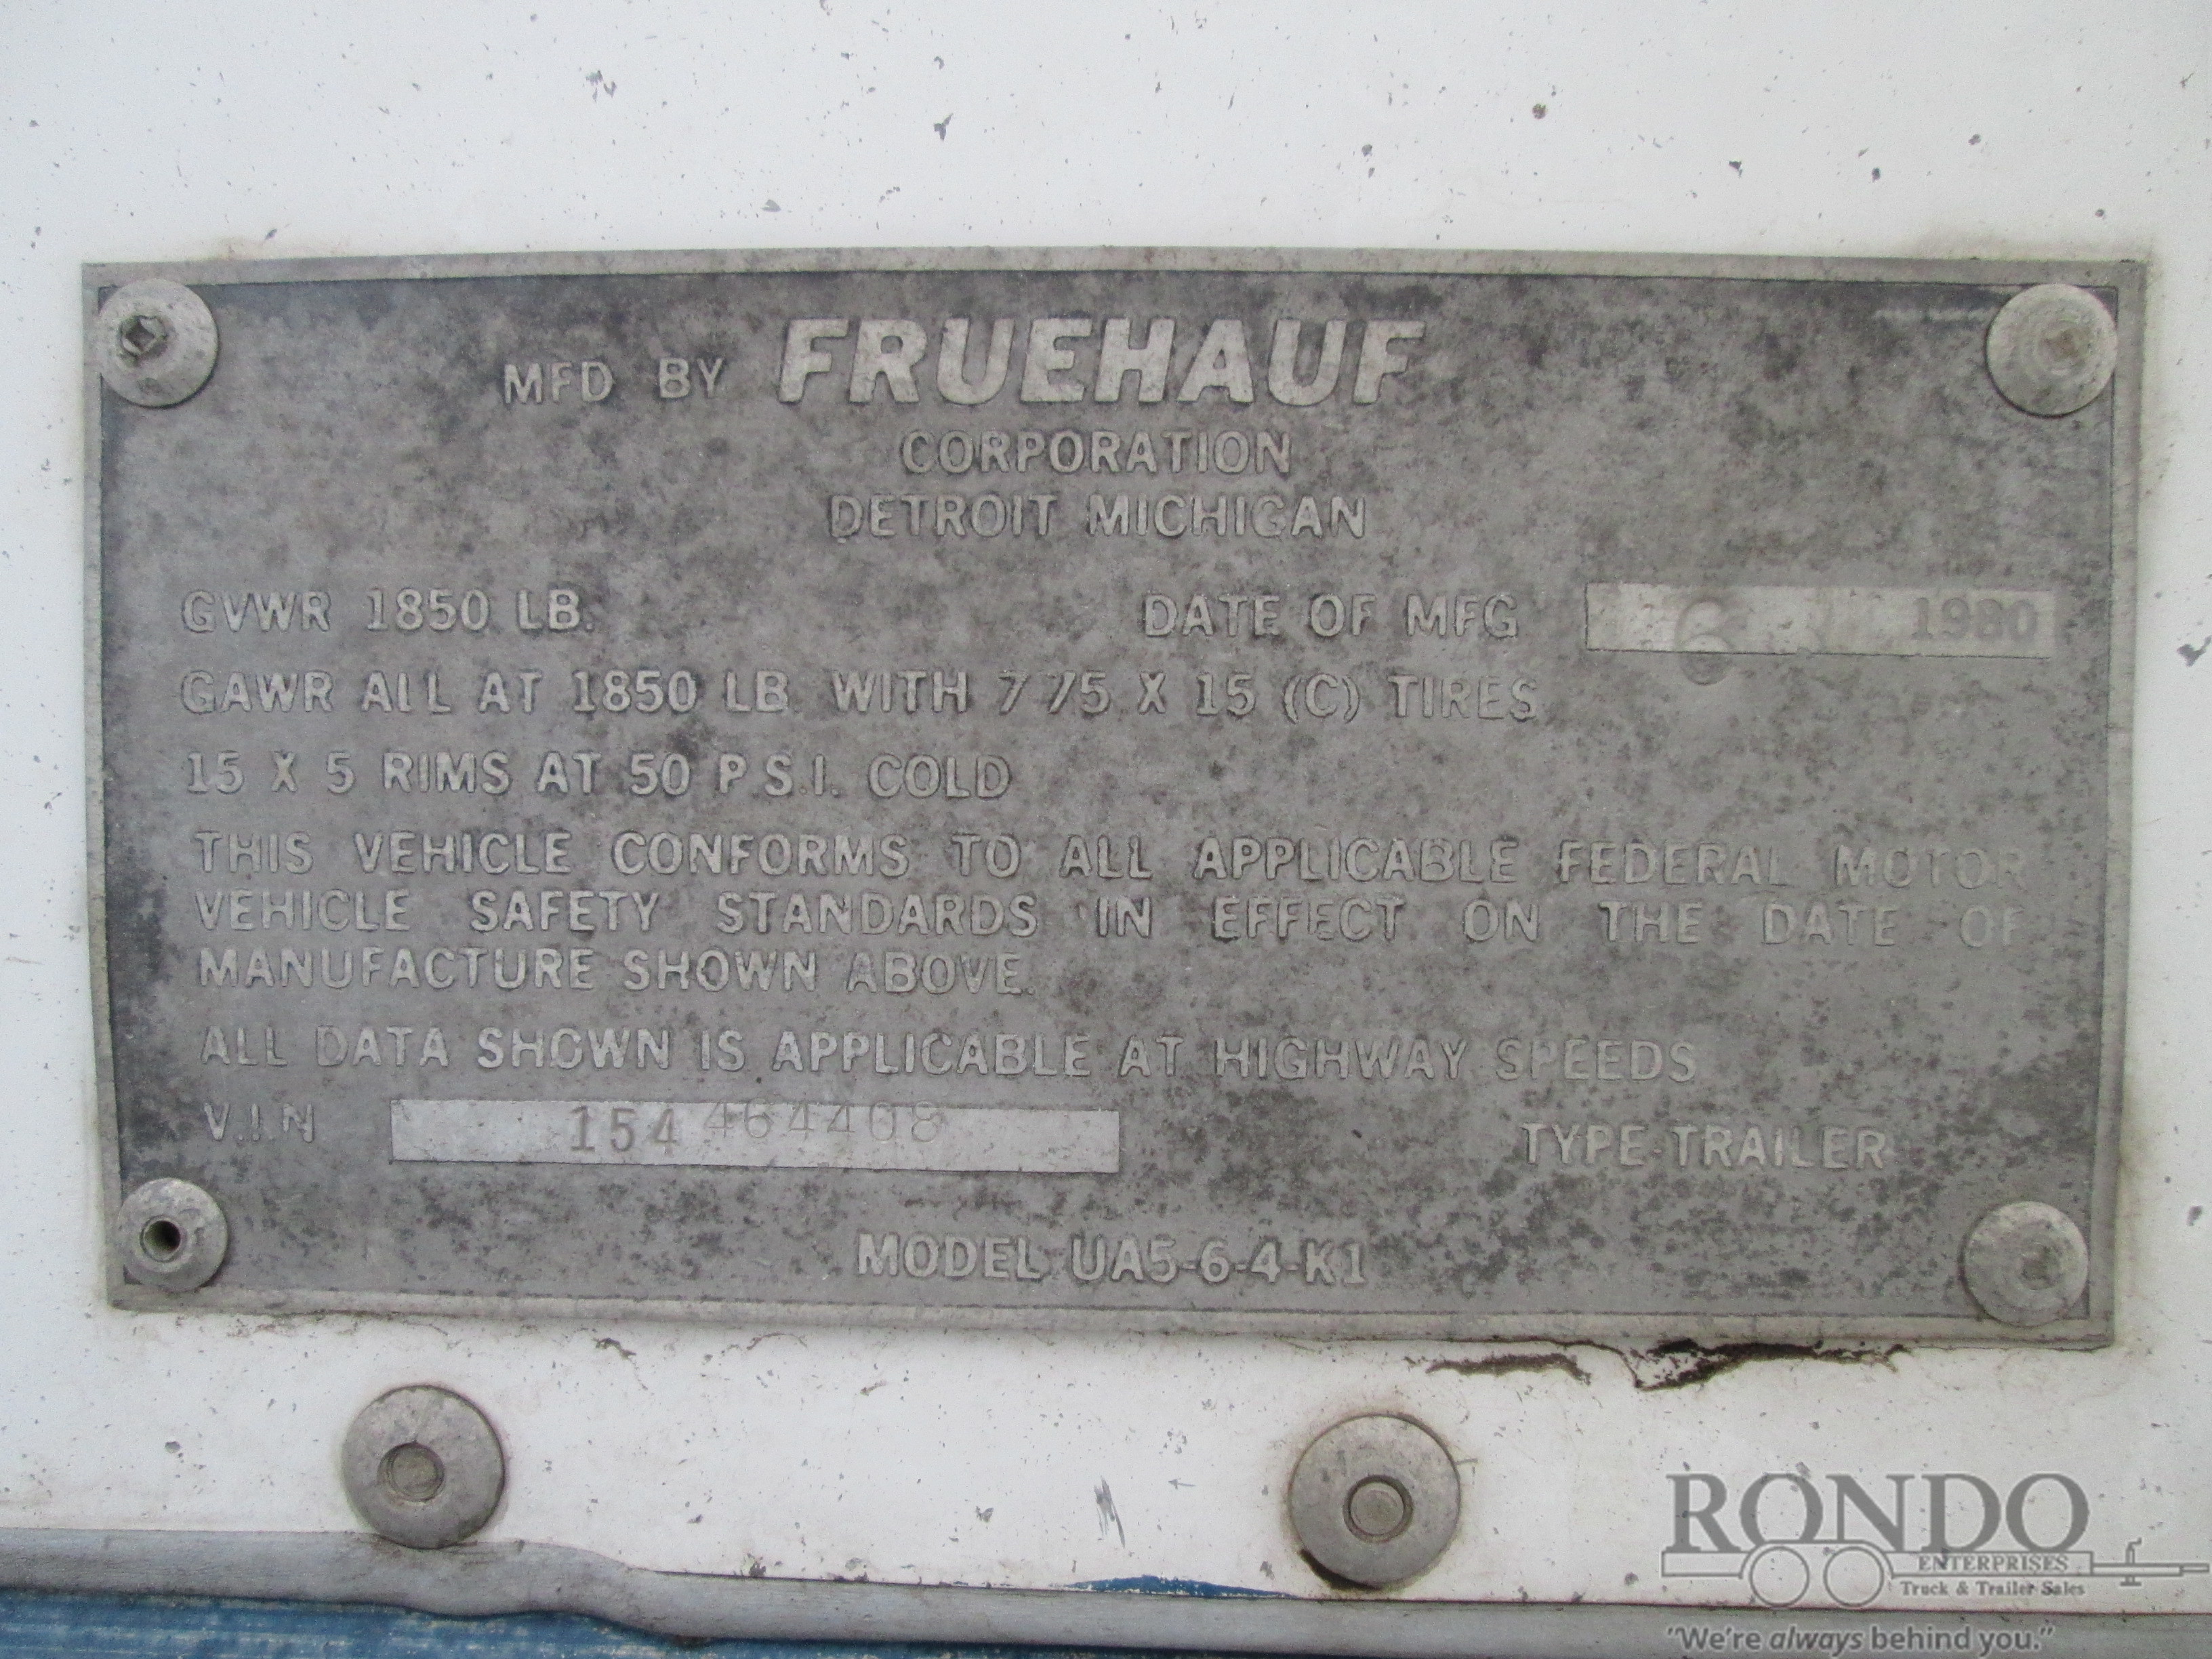 MFD BY FRUEHAUF
CORPORATION
DETROIT MICHIGAN
GVWR 1850 LB. DATE OF MFG 6 1980
GAWR ALL AT 1850 LB. WITH 7 75 X 15 (C) TIRES
15 X 5 RIMS AT 50 P.S.I. COLD
THIS VEHICLE CONFORMS TO ALL APPLICABLE FEDERAL MOTOR
VEHICLE SAFETY STANDARDS IN EFFECT ON THE DATE OF
MANUFACTURE SHOWN ABOVE.
ALL DATA SHOWN IS APPLICABLE AT HIGHWAY SPEEDS
V.I.N 154 464408 TYPE-TRAILER
MODEL UA5-6-4-K1
RONDO
ENTERPRISES
Truck & Trailer Sales
"We're always behind you."